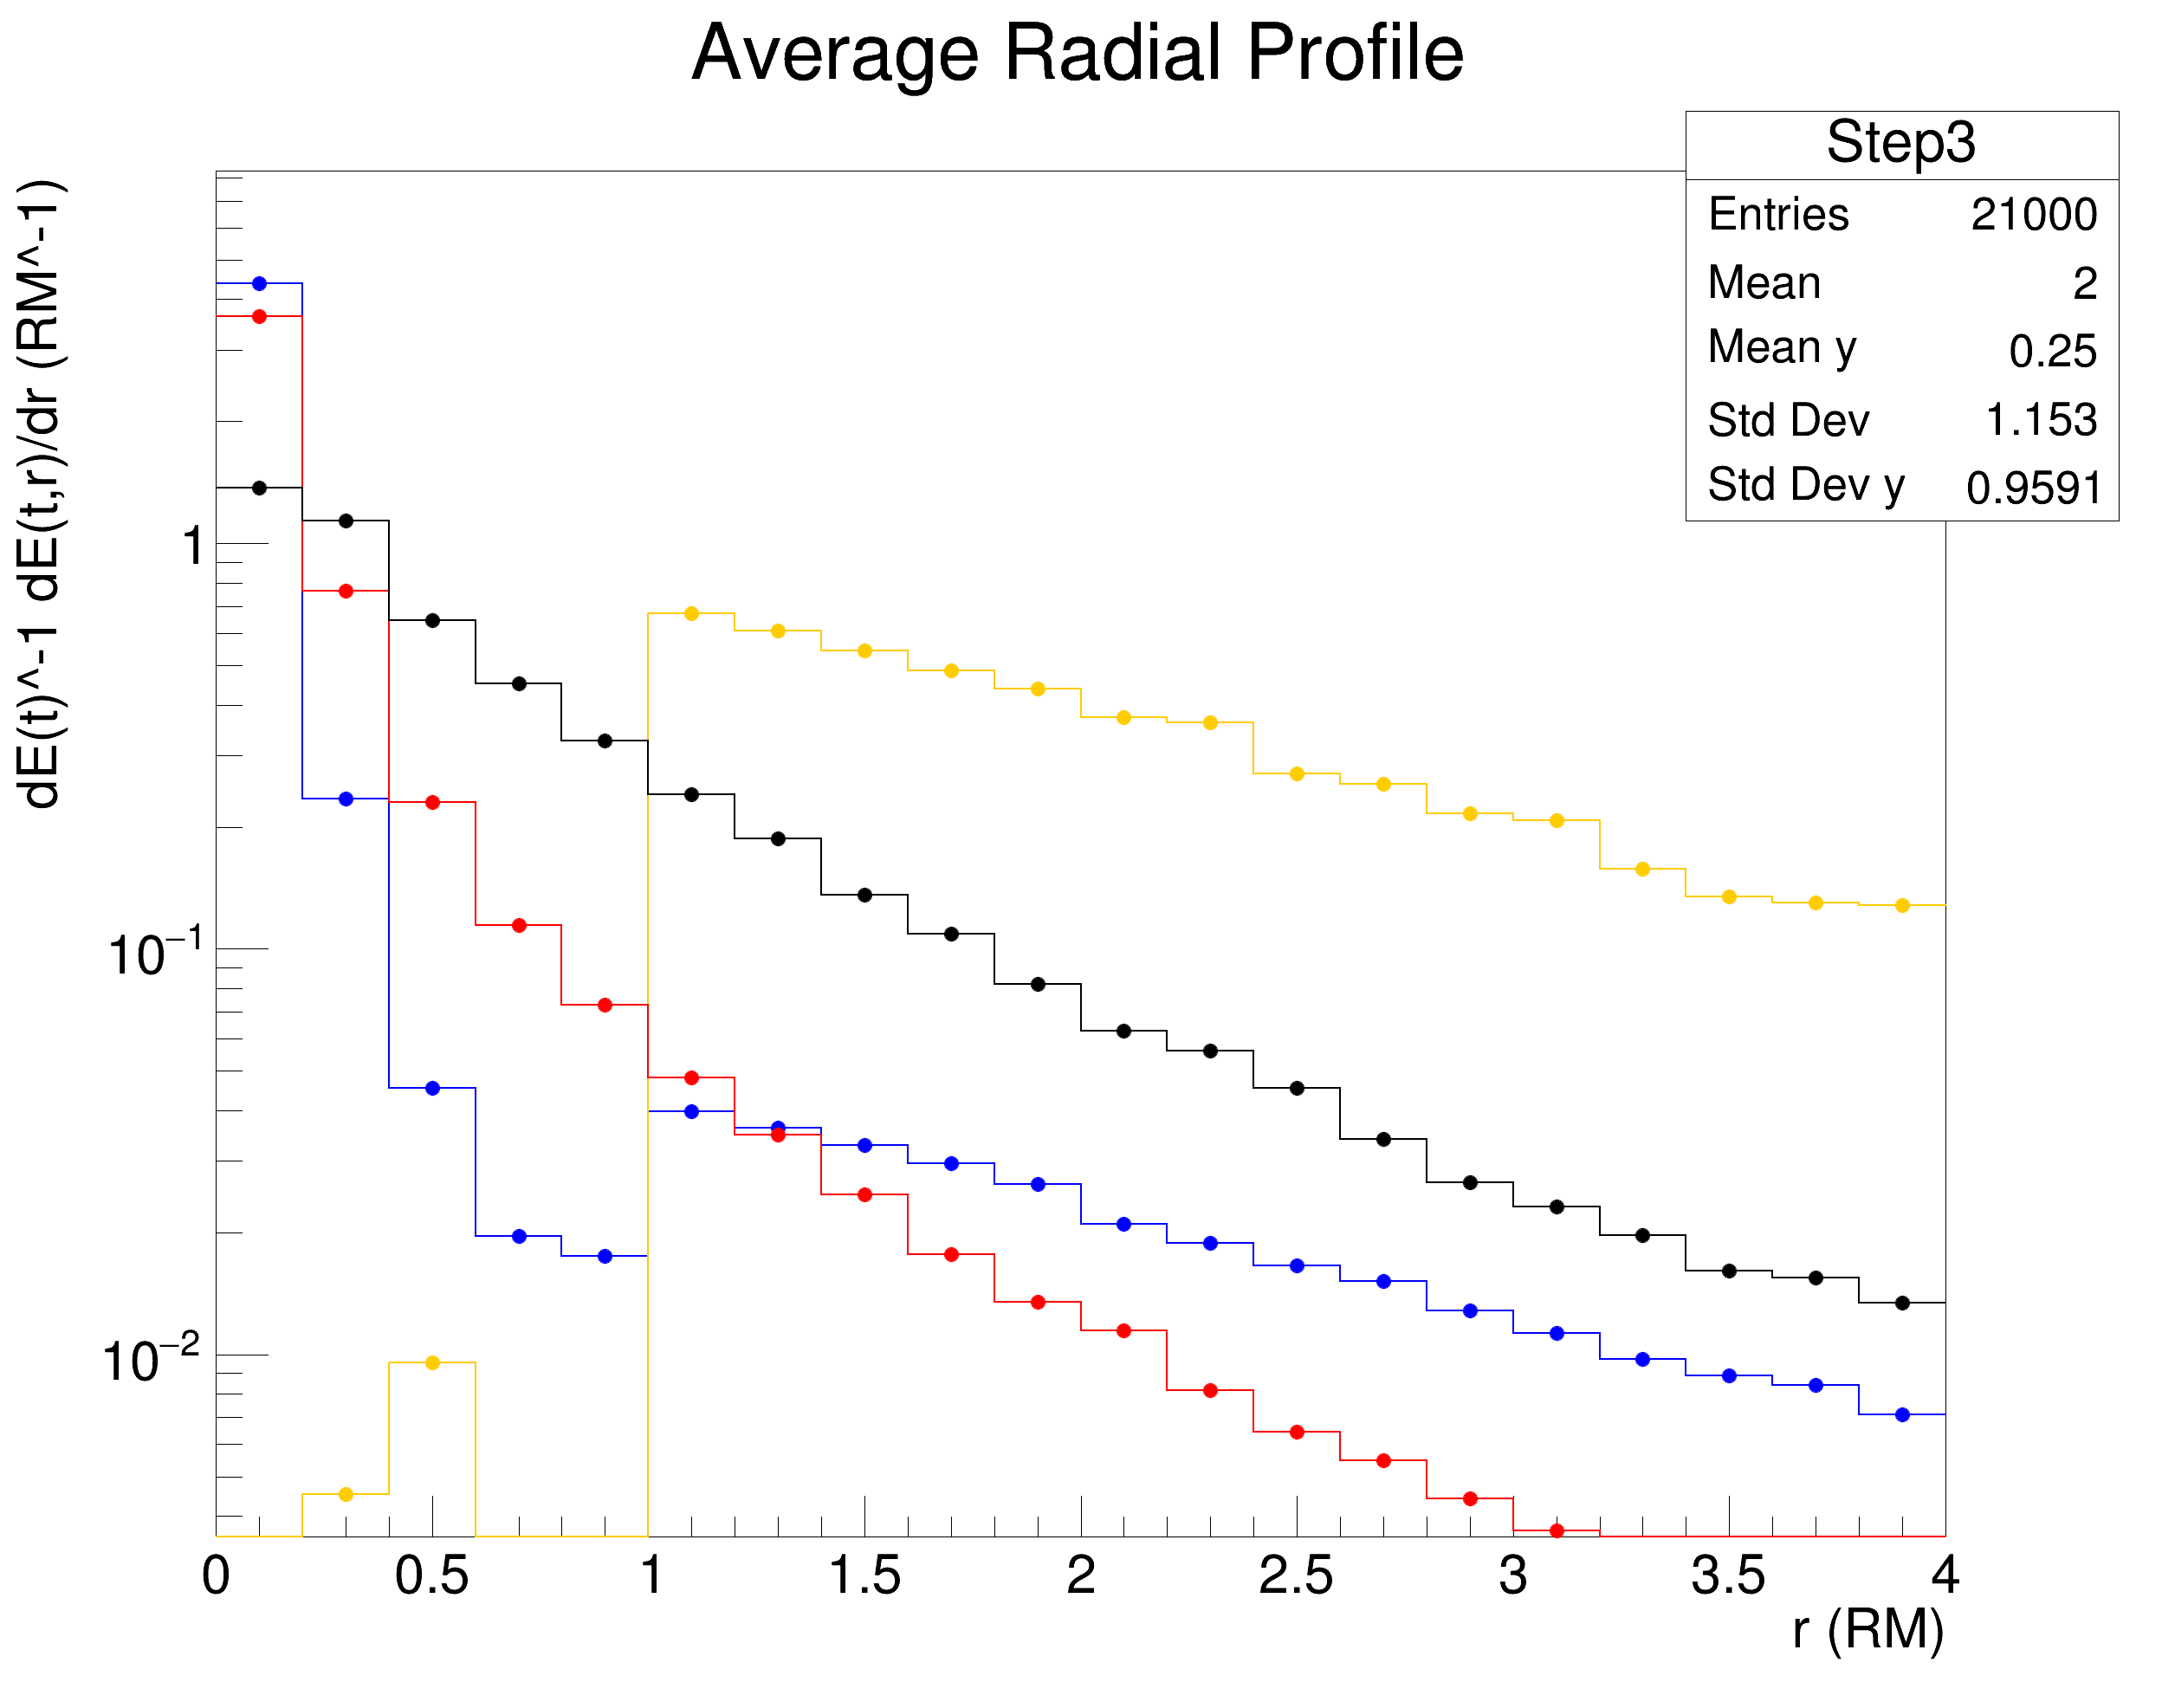 Average Radial Profile
Step3
Entries 21000
Mean 2
Mean y 0.25
Std Dev 1.153
Std Dev y 0.9591
dE(t)^-1 dE(t,r)/dr (RM^-1)
1
10⁻¹
10⁻²
0 0.5 1 1.5 2 2.5 3 3.5 4
r (RM)